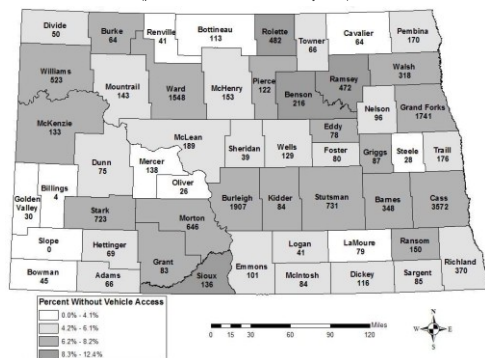 Divide
50
Burke
64
Renville
41
Bottineau
113
Rolette
482
Towner
66
Cavalier
64
Pembina
170
Williams
523
Mountrail
143
Ward
1548
McHenry
153
Pierce
122
Benson
216
Ramsey
472
Walsh
318
Nelson
96
Grand Forks
1741
McKenzie
133
McLean
189
Sheridan
39
Wells
129
Eddy
78
Foster
80
Griggs
87
Steele
28
Traill
176
Dunn
75
Mercer
138
Oliver
26
Golden
Valley
30
Billings
4
Stark
723
Morton
646
Burleigh
1907
Kidder
84
Stutsman
731
Barnes
348
Cass
3572
Slope
0
Hettinger
69
Grant
83
Sioux
136
Emmons
101
Logan
41
LaMoure
79
Ransom
150
Richland
370
Bowman
45
Adams
66
McIntosh
84
Dickey
116
Sargent
85
Percent Without Vehicle Access
0.0% - 4.1%
4.2% - 6.1%
6.2% - 8.2%
8.3% - 12.4%
Miles
0 15 30 60 90 120
N
W E
S